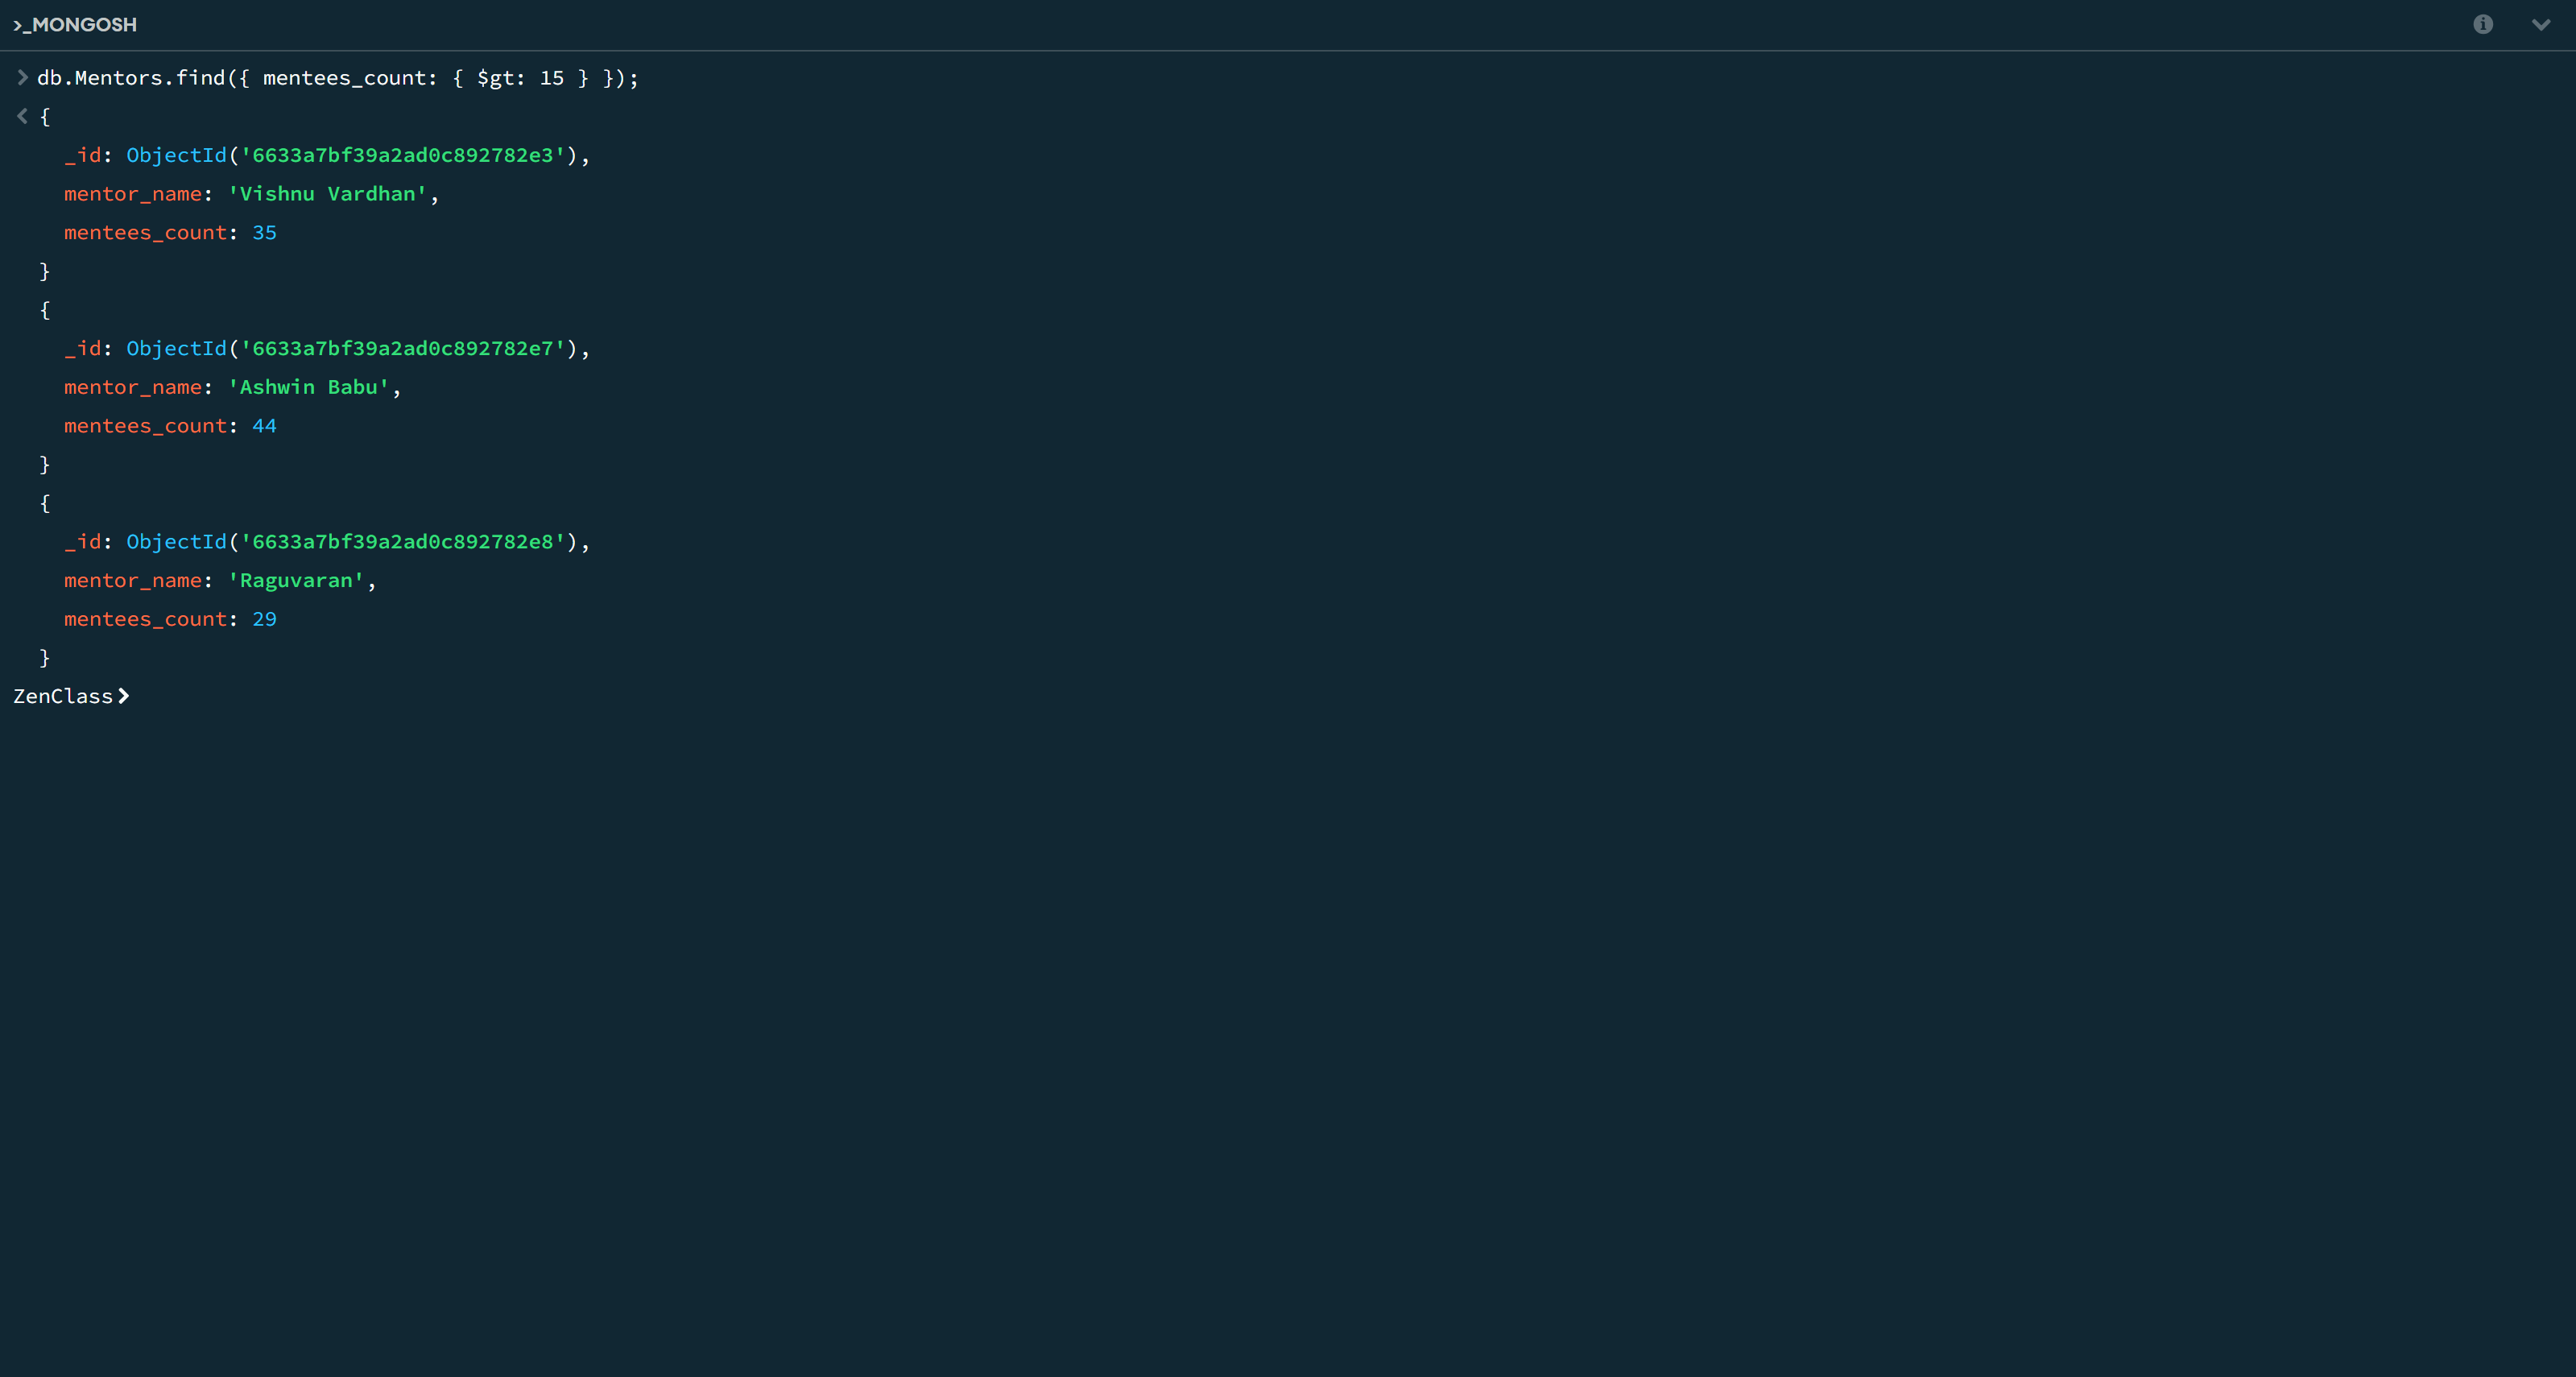 >_MONGOSH
> db.Mentors.find({ mentees_count: { $gt: 15 } });
< {
_id: ObjectId('6633a7bf39a2ad0c892782e3'),
mentor_name: 'Vishnu Vardhan',
mentees_count: 35
}
{
_id: ObjectId('6633a7bf39a2ad0c892782e7'),
mentor_name: 'Ashwin Babu',
mentees_count: 44
}
{
_id: ObjectId('6633a7bf39a2ad0c892782e8'),
mentor_name: 'Raguvaran',
mentees_count: 29
}
ZenClass>